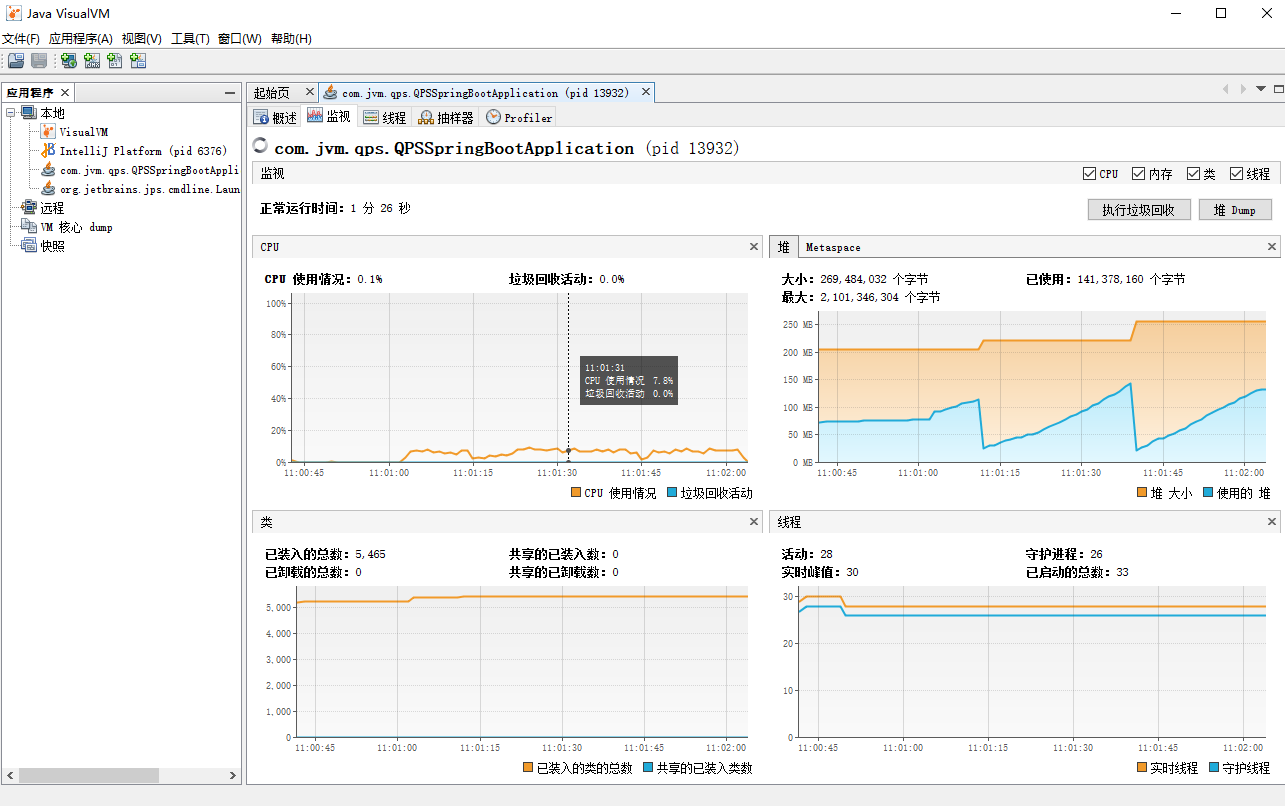 Java VisualVM
文件(F) 应用程序(A) 视图(V) 工具(T) 窗口(W) 帮助(H)
应用程序
本地
VisualVM
IntelliJ Platform (pid 6376)
com.jvm.qps.QPSSpringBootAppli
org.jetbrains.jps.cmdline.Laun
远程
VM 核心 dump
快照
起始页 com.jvm.qps.QPSSpringBootApplication (pid 13932)
概述 监视 线程 抽样器 Profiler
com.jvm.qps.QPSSpringBootApplication (pid 13932)
监视 CPU 内存 类 线程
正常运行时间: 1 分 26 秒 执行垃圾回收 堆 Dump
CPU
CPU 使用情况: 0.1% 垃圾回收活动: 0.0%
100%
80%
60%
40%
20%
0%
11:01:31
CPU 使用情况 7.8%
垃圾回收活动 0.0%
11:00:45 11:01:00 11:01:15 11:01:30 11:01:45 11:02:00
CPU 使用情况 垃圾回收活动
堆 Metaspace
大小: 269,484,032 个字节 已使用: 141,378,160 个字节
最大: 2,101,346,304 个字节
250 MB
200 MB
150 MB
100 MB
50 MB
0 MB
11:00:45 11:01:00 11:01:15 11:01:30 11:01:45 11:02:00
堆 大小 使用的 堆
类
已装入的总数: 5,465 共享的已装入数: 0
已卸载的总数: 0 共享的已卸载数: 0
5,000
4,000
3,000
2,000
1,000
0
11:00:45 11:01:00 11:01:15 11:01:30 11:01:45 11:02:00
已装入的类的总数 共享的已装入类数
线程
活动: 28 守护进程: 26
实时峰值: 30 已启动的总数: 33
30
20
10
0
11:00:45 11:01:00 11:01:15 11:01:30 11:01:45 11:02:00
实时线程 守护线程